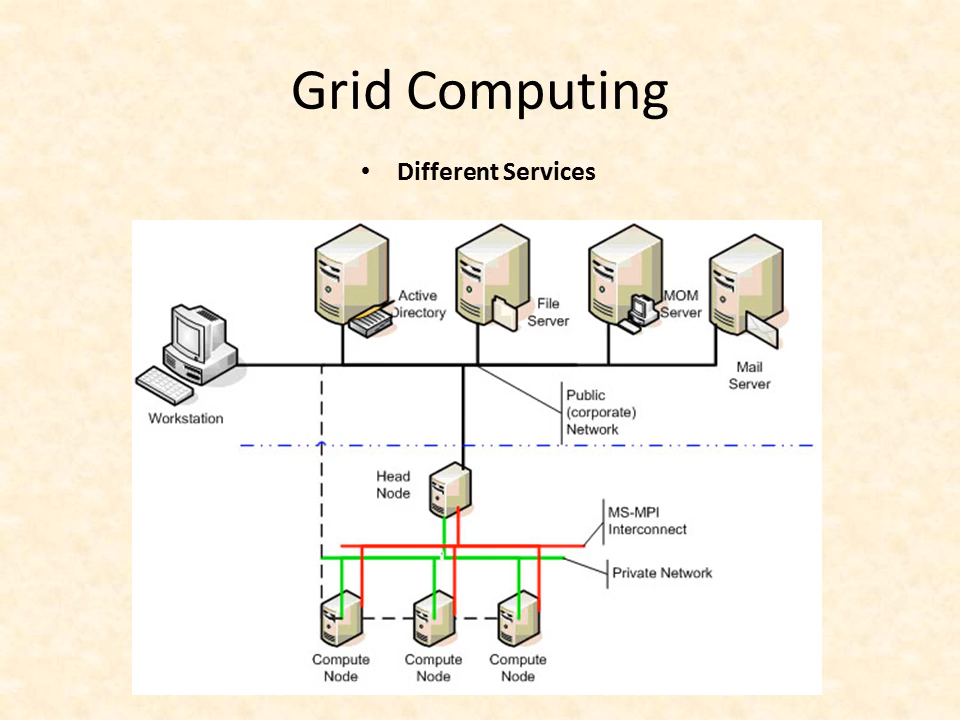 Grid Computing
• Different Services
Active
Directory
File
Server
MOM
Server
Mail
Server
Workstation
Public
(corporate)
Network
Head
Node
MS-MPI
Interconnect
Private Network
Compute
Node
Compute
Node
Compute
Node